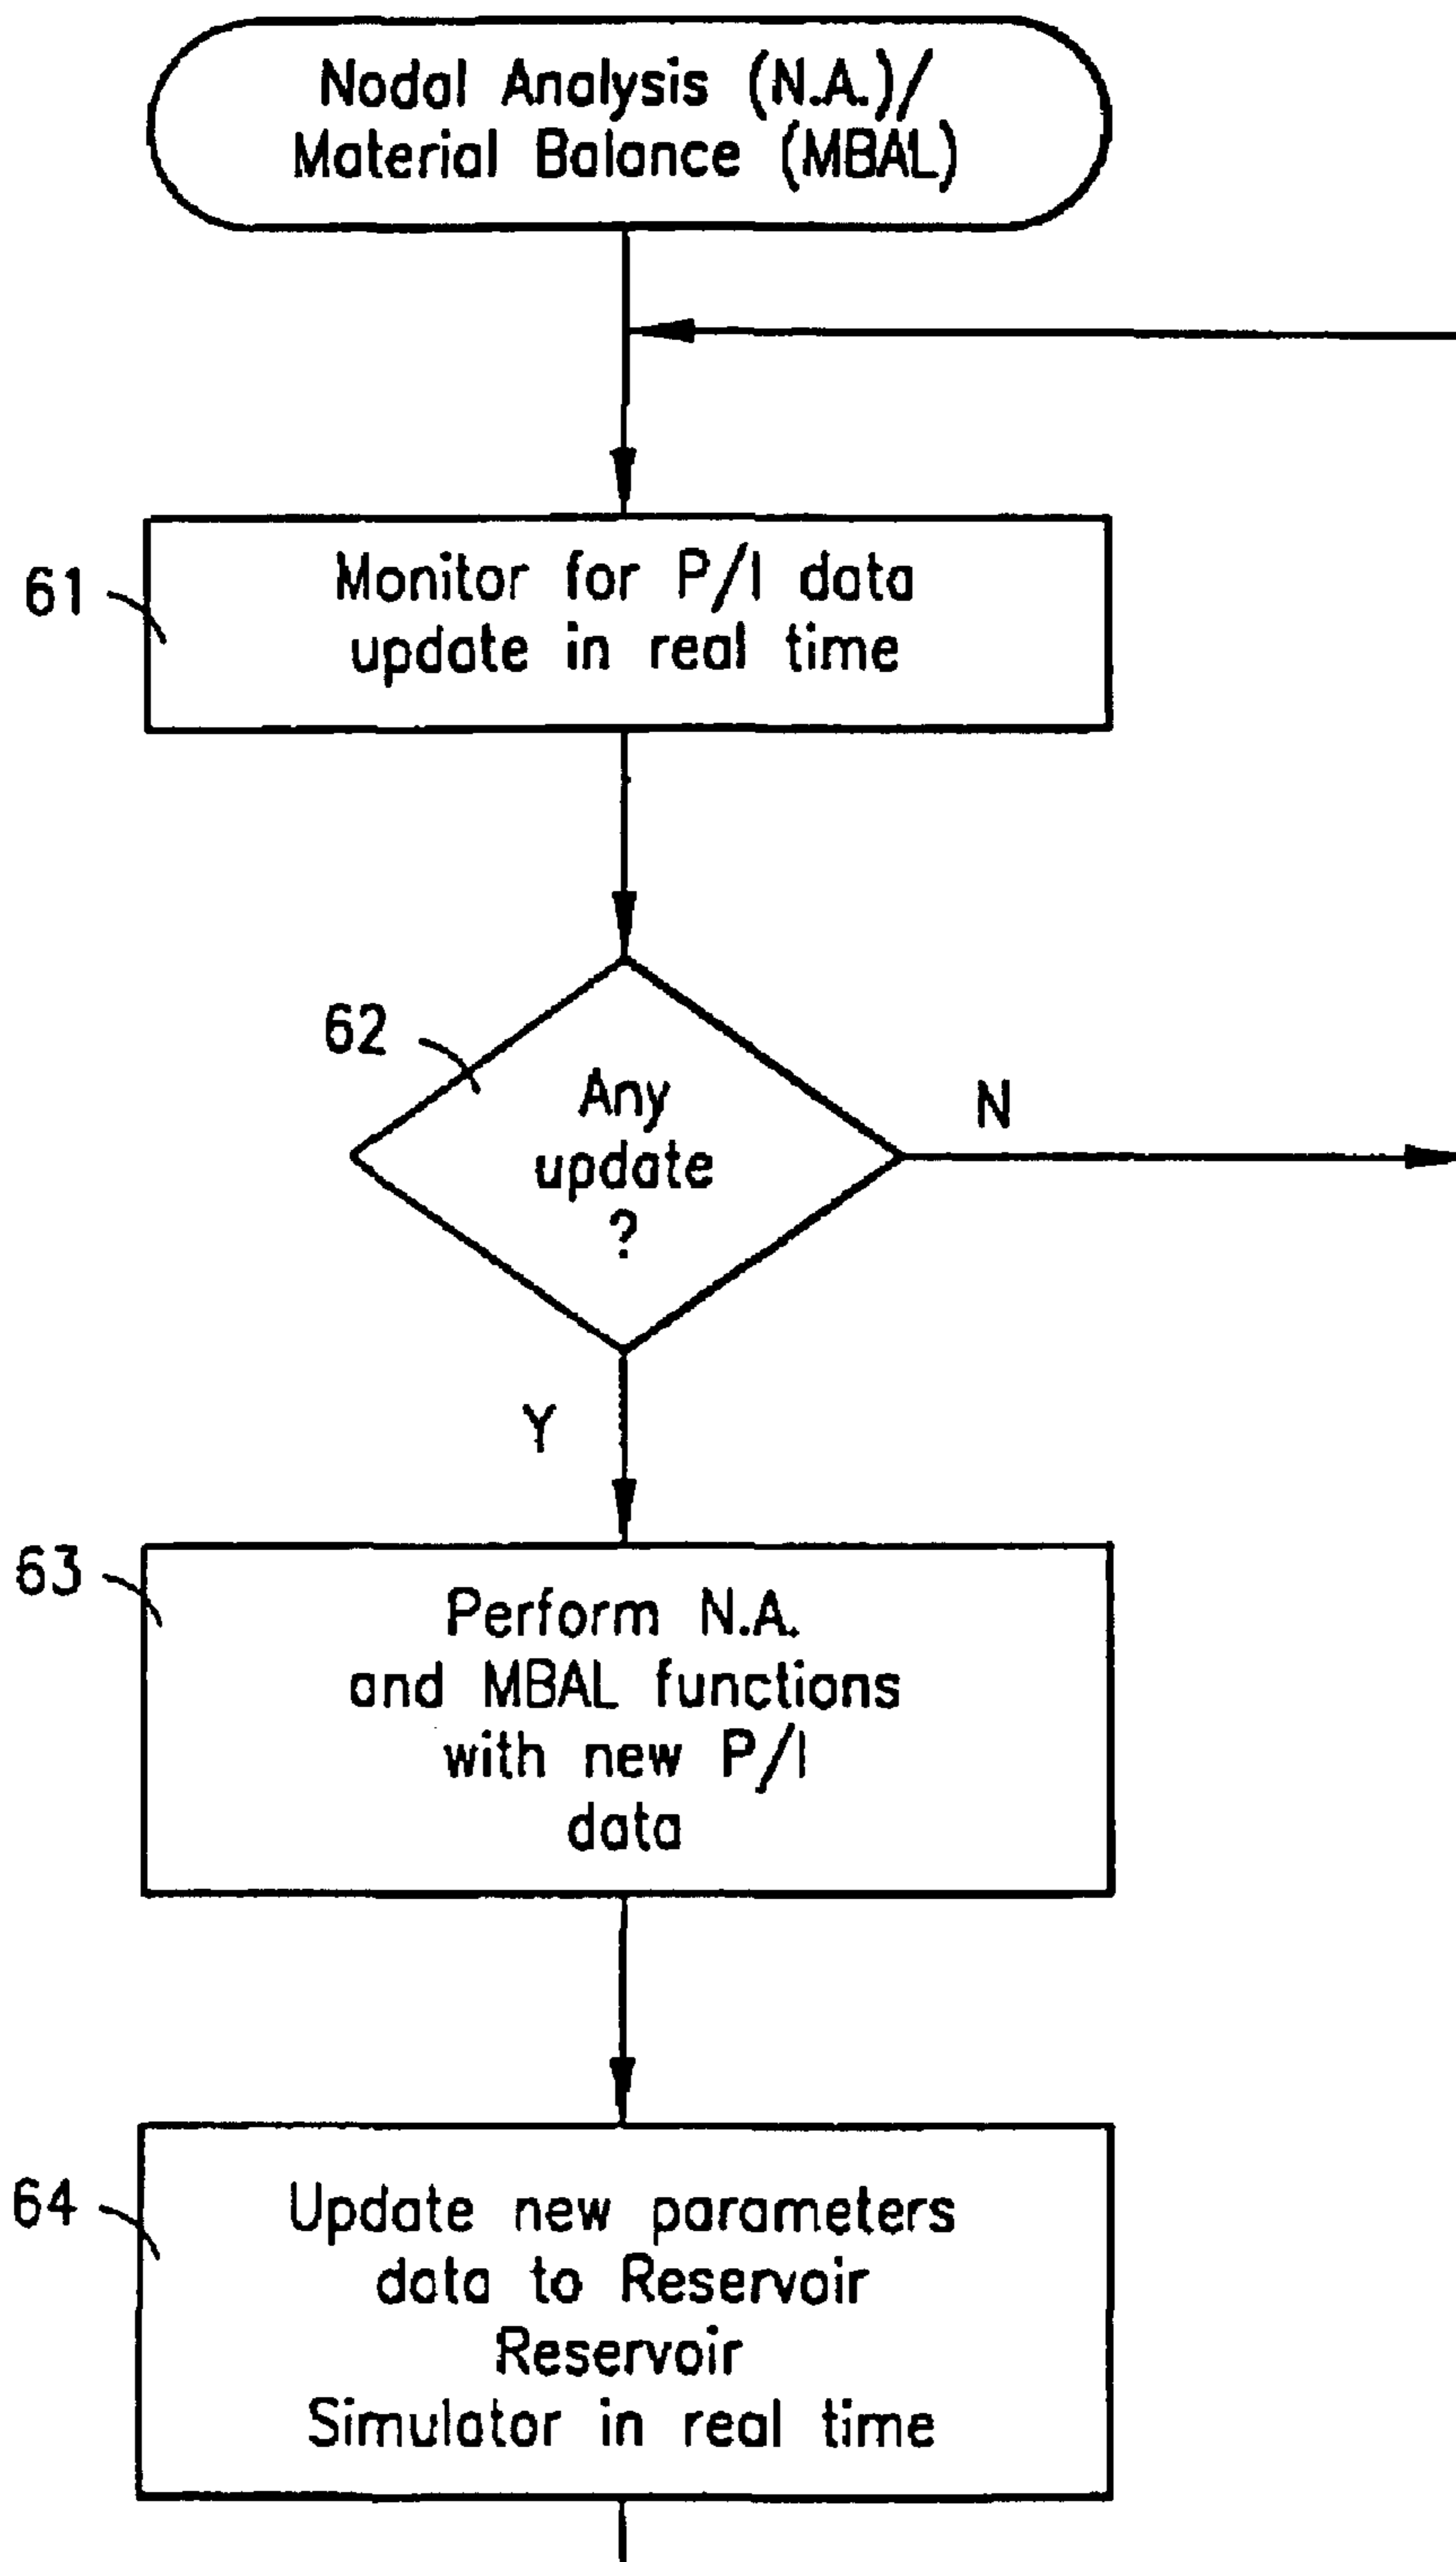 Nodal Analysis (N.A.)/
Material Balance (MBAL)
61
Monitor for P/I data
update in real time
62
Any
update
?
N
Y
63
Perform N.A.
and MBAL functions
with new P/I
data
64
Update new parameters
data to Reservoir
Reservoir
Simulator in real time